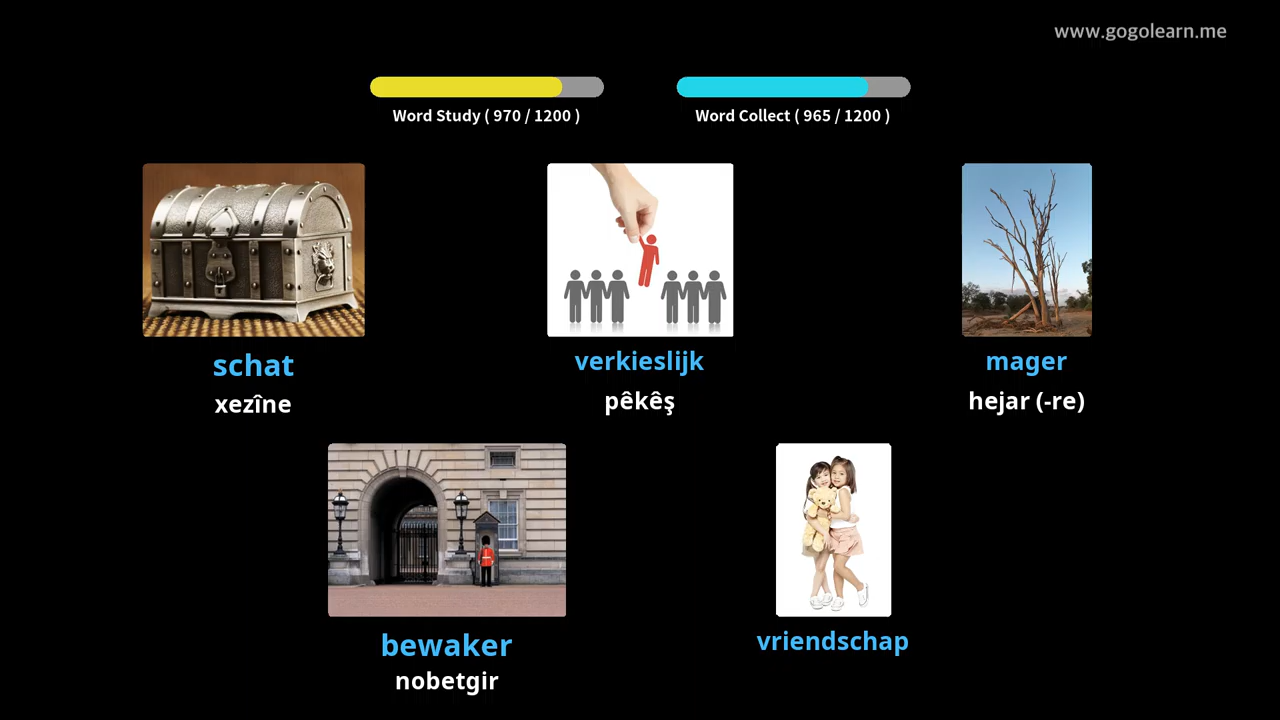 www.gogolearn.me
Word Study ( 970 / 1200 )
Word Collect ( 965 / 1200 )
schat
xezîne
verkieslijk
pêkêş
mager
hejar (-re)
bewaker
nobetgir
vriendschap